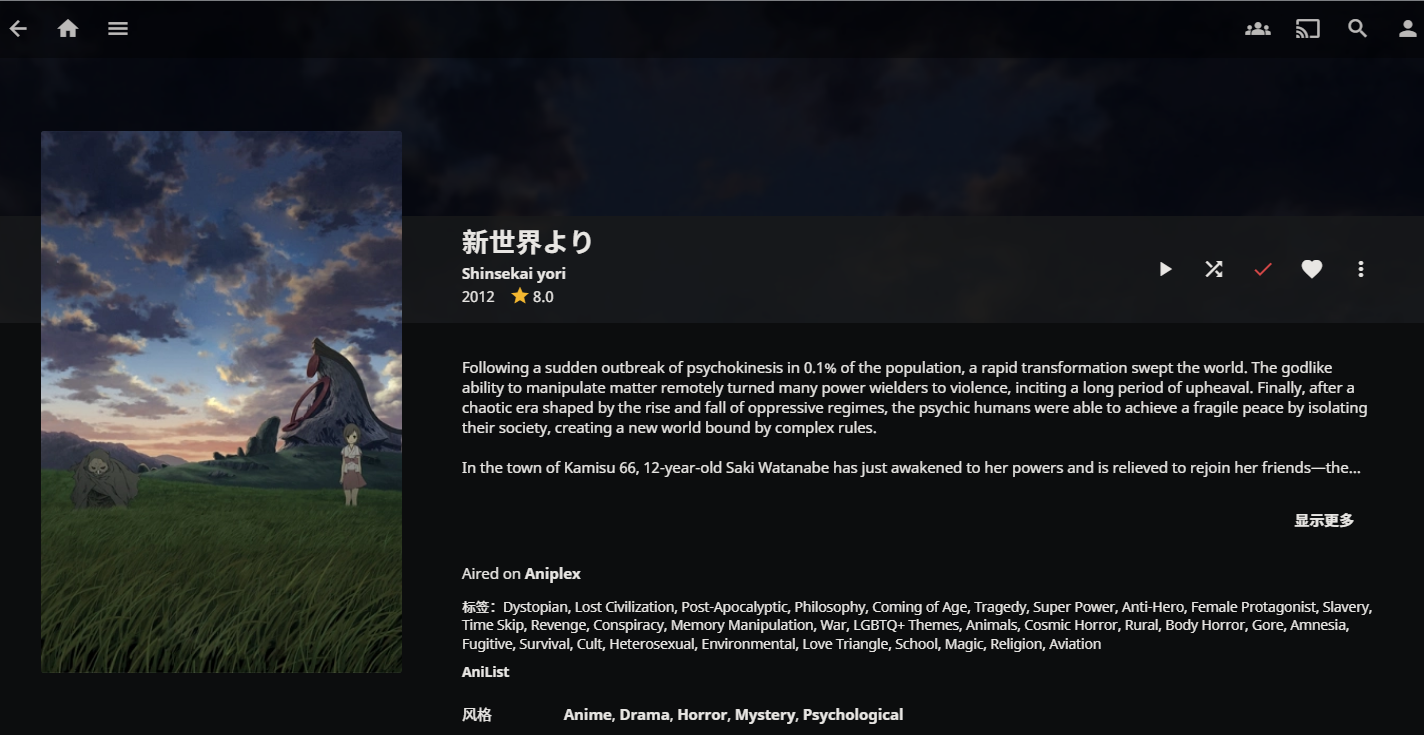 新世界より
Shinsekai yori
2012 8.0
Following a sudden outbreak of psychokinesis in 0.1% of the population, a rapid transformation swept the world. The godlike
ability to manipulate matter remotely turned many power wielders to violence, inciting a long period of upheaval. Finally, after a
chaotic era shaped by the rise and fall of oppressive regimes, the psychic humans were able to achieve a fragile peace by isolating
their society, creating a new world bound by complex rules.
In the town of Kamisu 66, 12-year-old Saki Watanabe has just awakened to her powers and is relieved to rejoin her friends—the...
显示更多
Aired on Aniplex
标签：Dystopian, Lost Civilization, Post-Apocalyptic, Philosophy, Coming of Age, Tragedy, Super Power, Anti-Hero, Female Protagonist, Slavery,
Time Skip, Revenge, Conspiracy, Memory Manipulation, War, LGBTQ+ Themes, Animals, Cosmic Horror, Rural, Body Horror, Gore, Amnesia,
Fugitive, Survival, Cult, Heterosexual, Environmental, Love Triangle, School, Magic, Religion, Aviation
AniList
风格 Anime, Drama, Horror, Mystery, Psychological